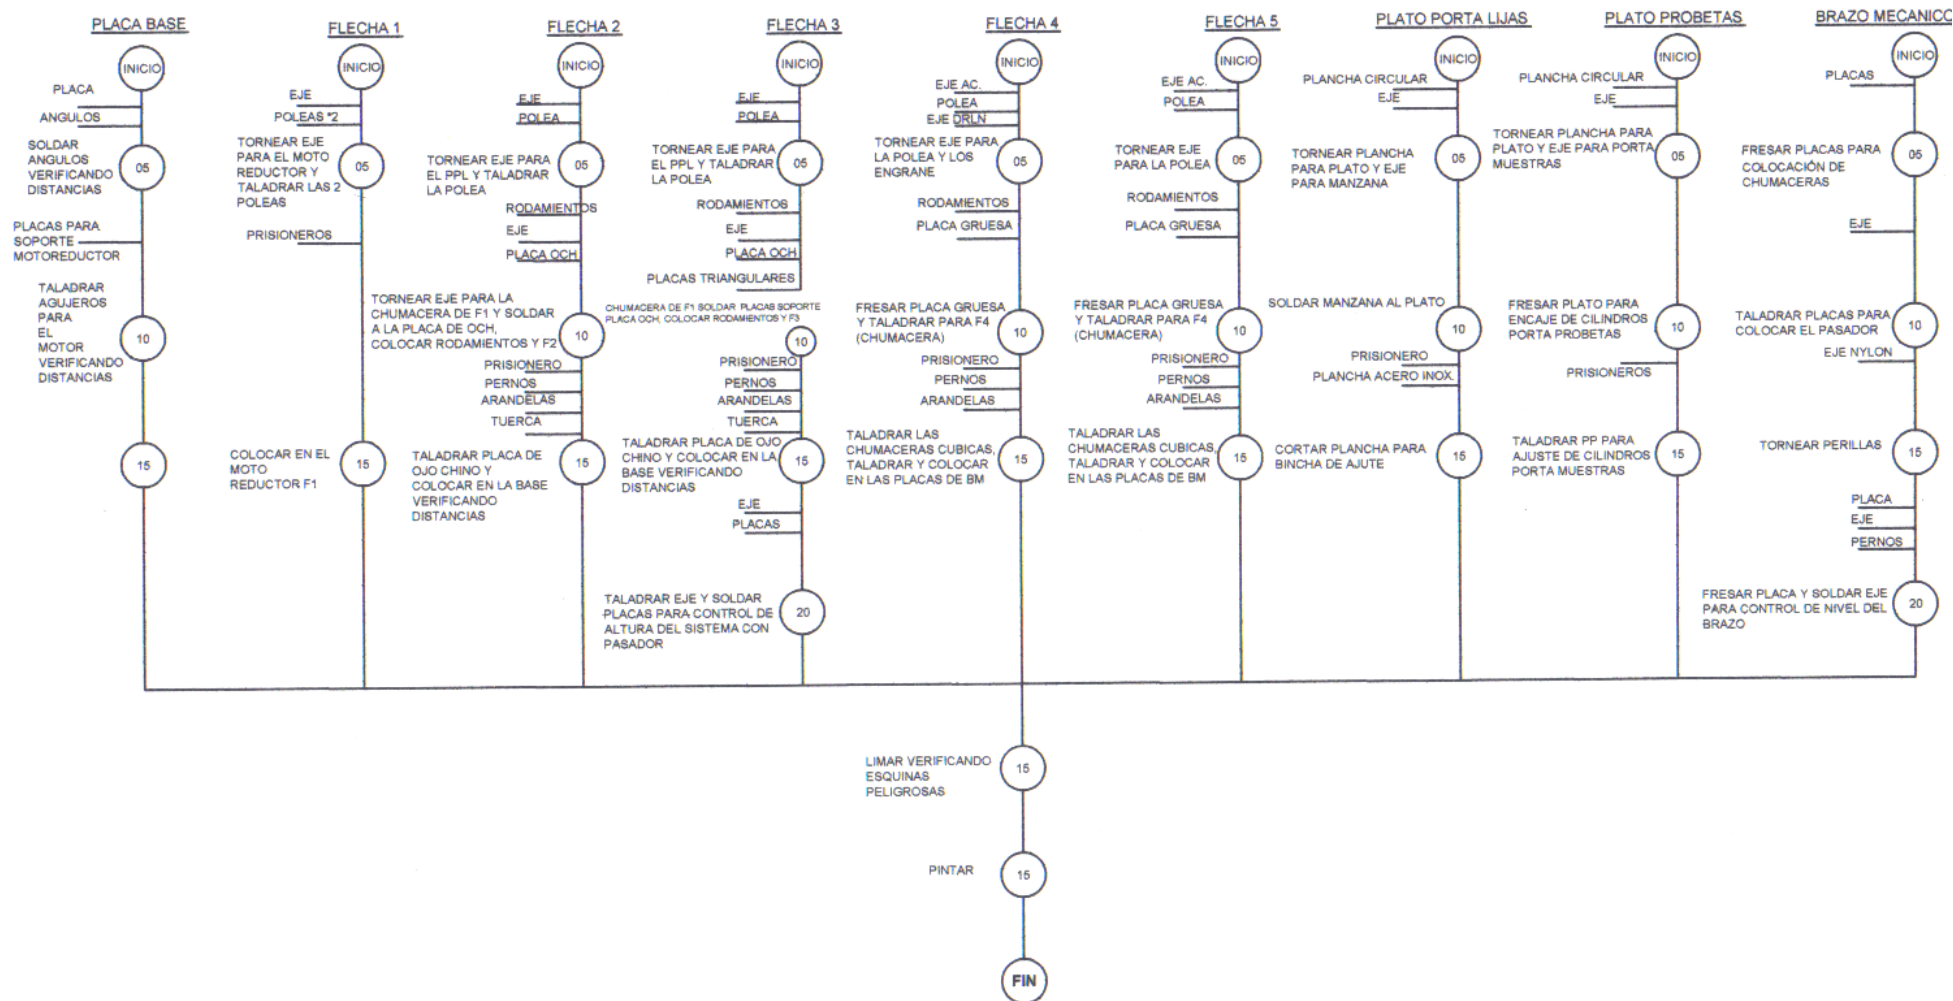 PLACA BASE
INICIO
PLACA
ANGULOS
SOLDAR
ANGULOS
VERIFICANDO
DISTANCIAS
05
PLACAS PARA
SOPORTE
MOTOREDUCTOR
TALADRAR
AGUJEROS
PARA
EL
MOTOR
VERIFICANDO
DISTANCIAS
10
15
FLECHA 1
INICIO
EJE
POLEAS *2
TORNEAR EJE
PARA EL MOTO
REDUCTOR Y
TALADRAR LAS 2
POLEAS
05
PRISIONEROS
COLOCAR EN EL
MOTO
REDUCTOR F1
15
FLECHA 2
INICIO
EJE
POLEA
TORNEAR EJE PARA
EL PPL Y TALADRAR
LA POLEA
05
RODAMIENTOS
EJE
PLACA OCH
TORNEAR EJE PARA LA
CHUMACERA DE F1 Y SOLDAR
A LA PLACA DE OCH,
COLOCAR RODAMIENTOS Y F2
10
PRISIONERO
PERNOS
ARANDELAS
TUERCA
TALADRAR PLACA DE
OJO CHINO Y
COLOCAR EN LA BASE
VERIFICANDO
DISTANCIAS
15
FLECHA 3
INICIO
EJE
POLEA
TORNEAR EJE PARA
EL PPL Y TALADRAR
LA POLEA
05
RODAMIENTOS
EJE
PLACA OCH
PLACAS TRIANGULARES
CHUMACERA DE F1 SOLDAR PLACAS SOPORTE
PLACA OCH, COLOCAR RODAMIENTOS Y F3
10
PRISIONERO
PERNOS
ARANDELAS
TUERCA
TALADRAR PLACA DE OJO
CHINO Y COLOCAR EN LA
BASE VERIFICANDO
DISTANCIAS
15
EJE
PLACAS
TALADRAR EJE Y SOLDAR
PLACAS PARA CONTROL DE
ALTURA DEL SISTEMA CON
PASADOR
20
FLECHA 4
INICIO
EJE AC.
POLEA
EJE DRLN
TORNEAR EJE PARA
LA POLEA Y LOS
ENGRANE
05
RODAMIENTOS
PLACA GRUESA
FRESAR PLACA GRUESA
Y TALADRAR PARA F4
(CHUMACERA)
10
PRISIONERO
PERNOS
ARANDELAS
TALADRAR LAS
CHUMACERAS CUBICAS,
TALADRAR Y COLOCAR
EN LAS PLACAS DE BM
15
FLECHA 5
INICIO
EJE AC.
POLEA
TORNEAR EJE
PARA LA POLEA
05
RODAMIENTOS
PLACA GRUESA
FRESAR PLACA GRUESA
Y TALADRAR PARA F4
(CHUMACERA)
10
PRISIONERO
PERNOS
ARANDELAS
TALADRAR LAS
CHUMACERAS CUBICAS,
TALADRAR Y COLOCAR
EN LAS PLACAS DE BM
15
PLATO PORTA LIJAS
INICIO
PLANCHA CIRCULAR
EJE
TORNEAR PLANCHA
PARA PLATO Y EJE
PARA MANZANA
05
SOLDAR MANZANA AL PLATO
10
PRISIONERO
PLANCHA ACERO INOX.
CORTAR PLANCHA PARA
BINCHA DE AJUTE
15
PLATO PROBETAS
INICIO
PLANCHA CIRCULAR
EJE
TORNEAR PLANCHA PARA
PLATO Y EJE PARA PORTA
MUESTRAS
05
FRESAR PLATO PARA
ENCAJE DE CILINDROS
PORTA PROBETAS
10
PRISIONEROS
TALADRAR PP PARA
AJUSTE DE CILINDROS
PORTA MUESTRAS
15
BRAZO MECANICO
INICIO
PLACAS
FRESAR PLACAS PARA
COLOCACIÓN DE
CHUMACERAS
05
EJE
TALADRAR PLACAS PARA
COLOCAR EL PASADOR
10
EJE NYLON
TORNEAR PERILLAS
15
PLACA
EJE
PERNOS
FRESAR PLACA Y SOLDAR EJE
PARA CONTROL DE NIVEL DEL
BRAZO
20
LIMAR VERIFICANDO
ESQUINAS
PELIGROSAS
15
PINTAR
15
FIN